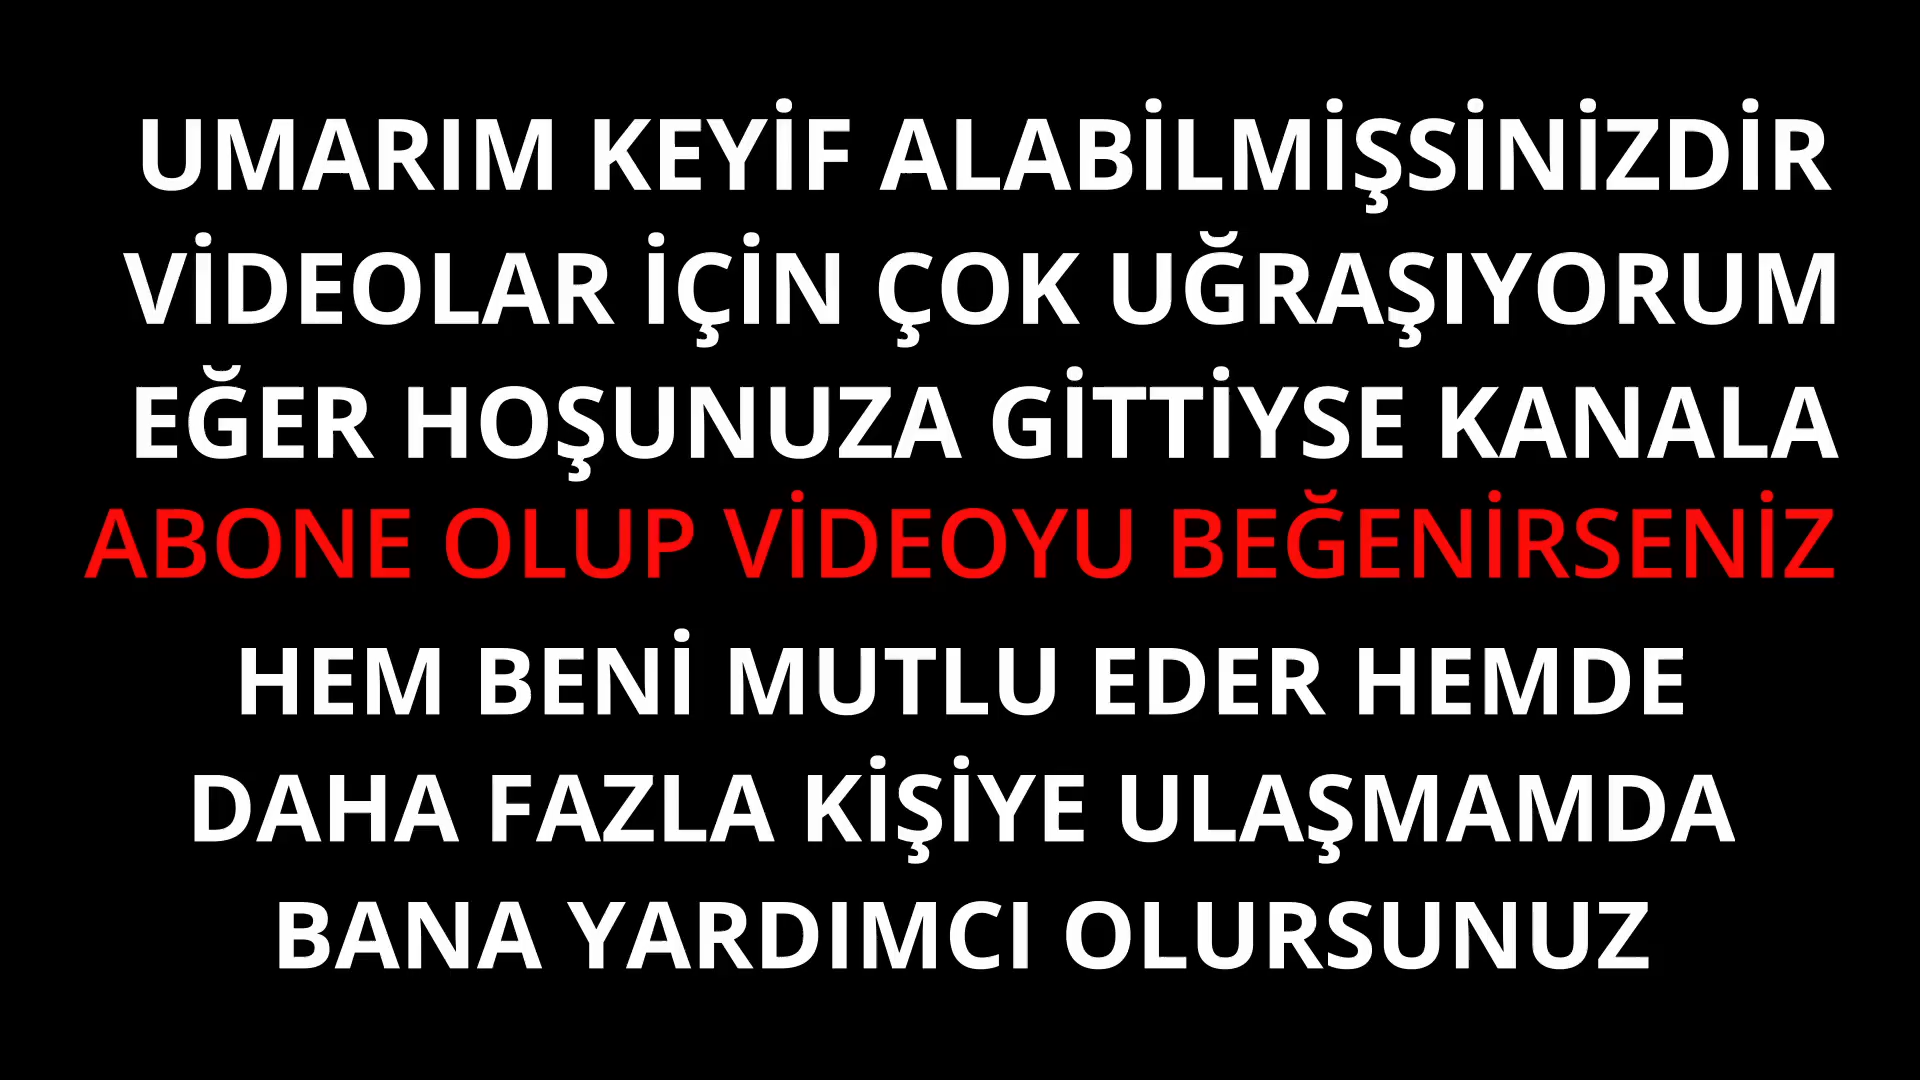 UMARIM KEYİF ALABİLMİŞSİNİZDİR
VİDEOLAR İÇİN ÇOK UĞRAŞIYORUM
EĞER HOŞUNUZA GİTTİYSE KANALA
ABONE OLUP VİDEOYU BEĞENİRSENİZ
HEM BENİ MUTLU EDER HEMDE
DAHA FAZLA KİŞİYE ULAŞMAMDA
BANA YARDIMCI OLURSUNUZ